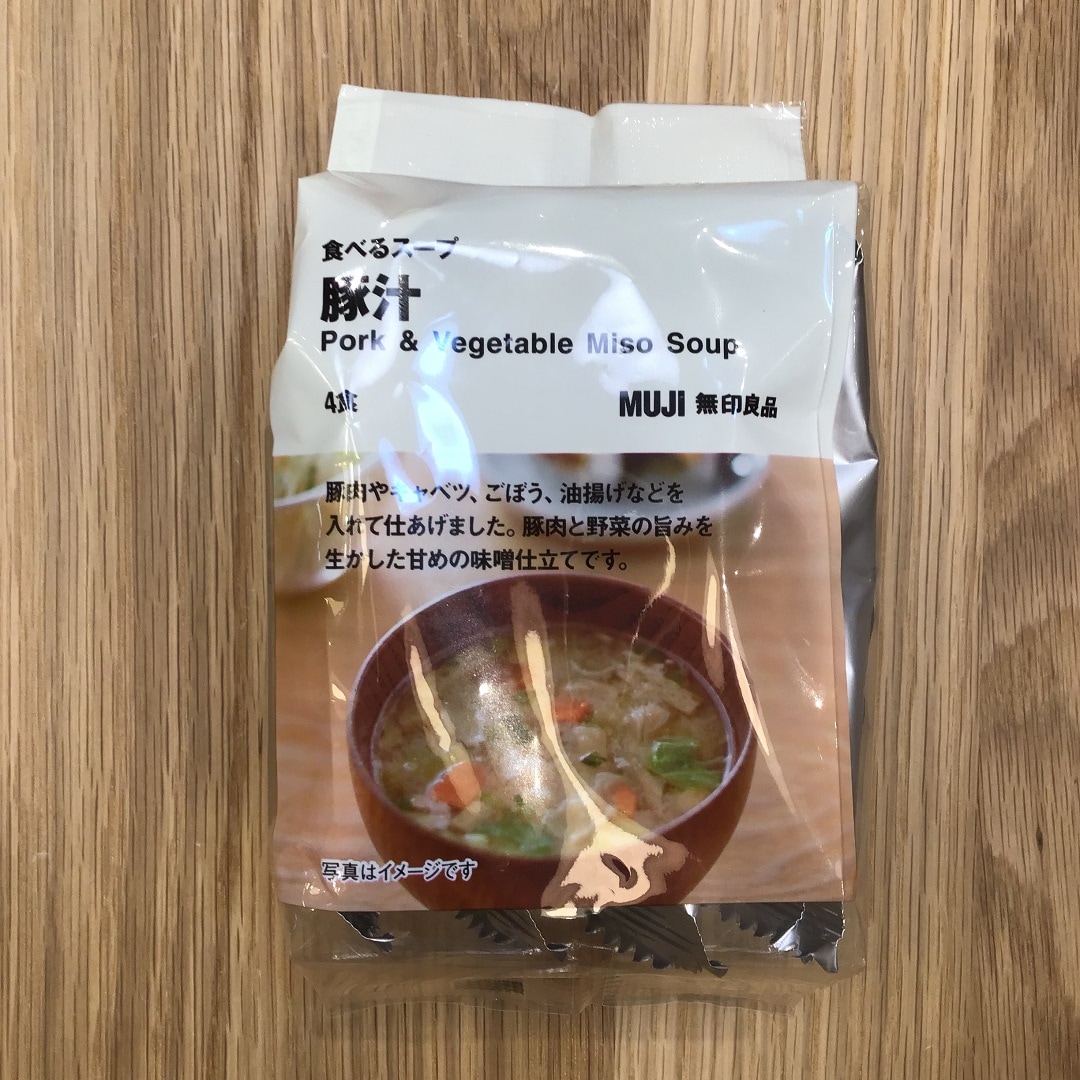 食べるスープ
豚汁
Pork & Vegetable Miso Soup
4食
MUJI 無印良品
豚肉やキャベツ、ごぼう、油揚げなどを
入れて仕あげました。豚肉と野菜の旨みを
生かした甘めの味噌仕立てです。
写真はイメージです